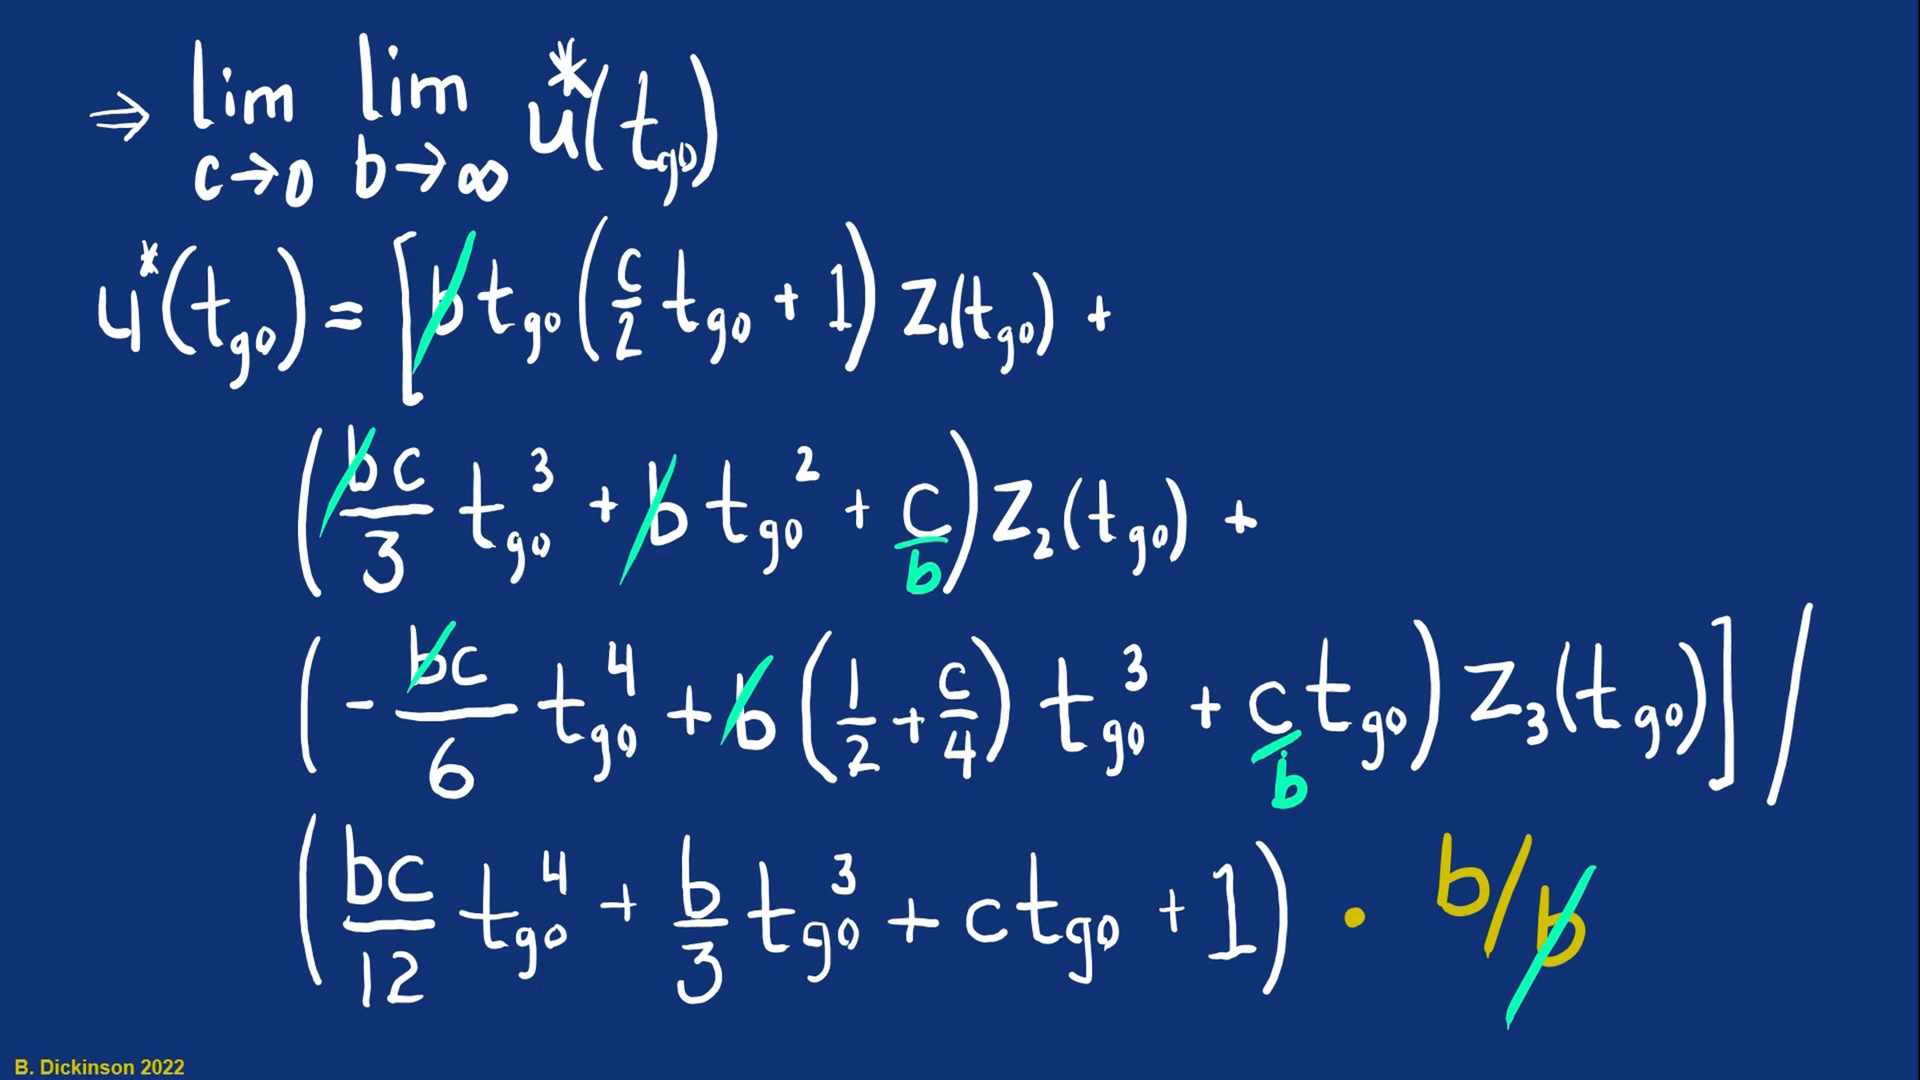 ⇒ lim lim u*(t_go)
c→0 b→∞
u*(t_go) = [b t_go (c/2 t_go + 1) z₁(t_go) +
(bc/3 t_go³ + b t_go² + c/b) z₂(t_go) +
(- bc/6 t_go⁴ + b (1/2 + c/4) t_go³ + c/b t_go) z₃(t_go)] /
(bc/12 t_go⁴ + b/3 t_go³ + c t_go + 1) · b/b
B. Dickinson 2022